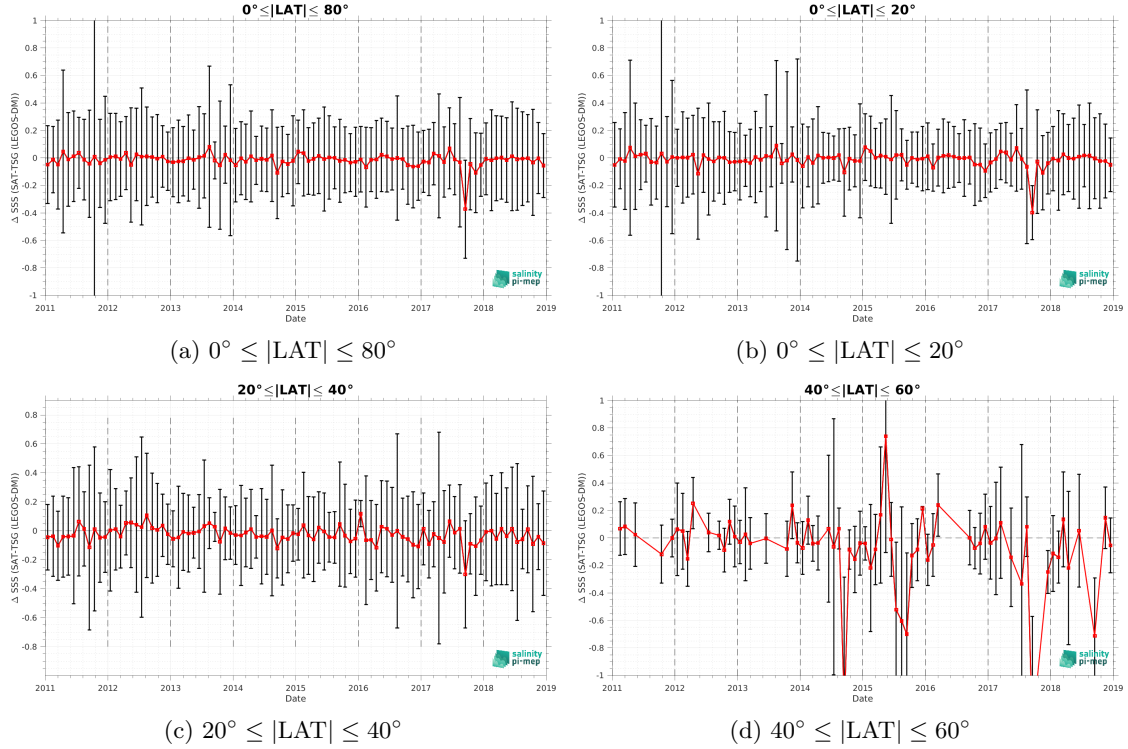 0°≤|LAT|≤ 80°
Δ SSS (SAT-TSG (LEGOS-DM))
1
0.8
0.6
0.4
0.2
0
-0.2
-0.4
-0.6
-0.8
-1
2011 2012 2013 2014 2015 2016 2017 2018 2019
Date
salinity
pi-mep
(a) 0° ≤ |LAT| ≤ 80°
0°≤|LAT|≤ 20°
Δ SSS (SAT-TSG (LEGOS-DM))
1
0.8
0.6
0.4
0.2
0
-0.2
-0.4
-0.6
-0.8
-1
2011 2012 2013 2014 2015 2016 2017 2018 2019
Date
salinity
pi-mep
(b) 0° ≤ |LAT| ≤ 20°
20°≤|LAT|≤ 40°
Δ SSS (SAT-TSG (LEGOS-DM))
0.8
0.6
0.4
0.2
0
-0.2
-0.4
-0.6
-0.8
2011 2012 2013 2014 2015 2016 2017 2018 2019
Date
salinity
pi-mep
(c) 20° ≤ |LAT| ≤ 40°
40°≤|LAT|≤ 60°
Δ SSS (SAT-TSG (LEGOS-DM))
1
0.8
0.6
0.4
0.2
0
-0.2
-0.4
-0.6
-0.8
-1
2011 2012 2013 2014 2015 2016 2017 2018 2019
Date
salinity
pi-mep
(d) 40° ≤ |LAT| ≤ 60°